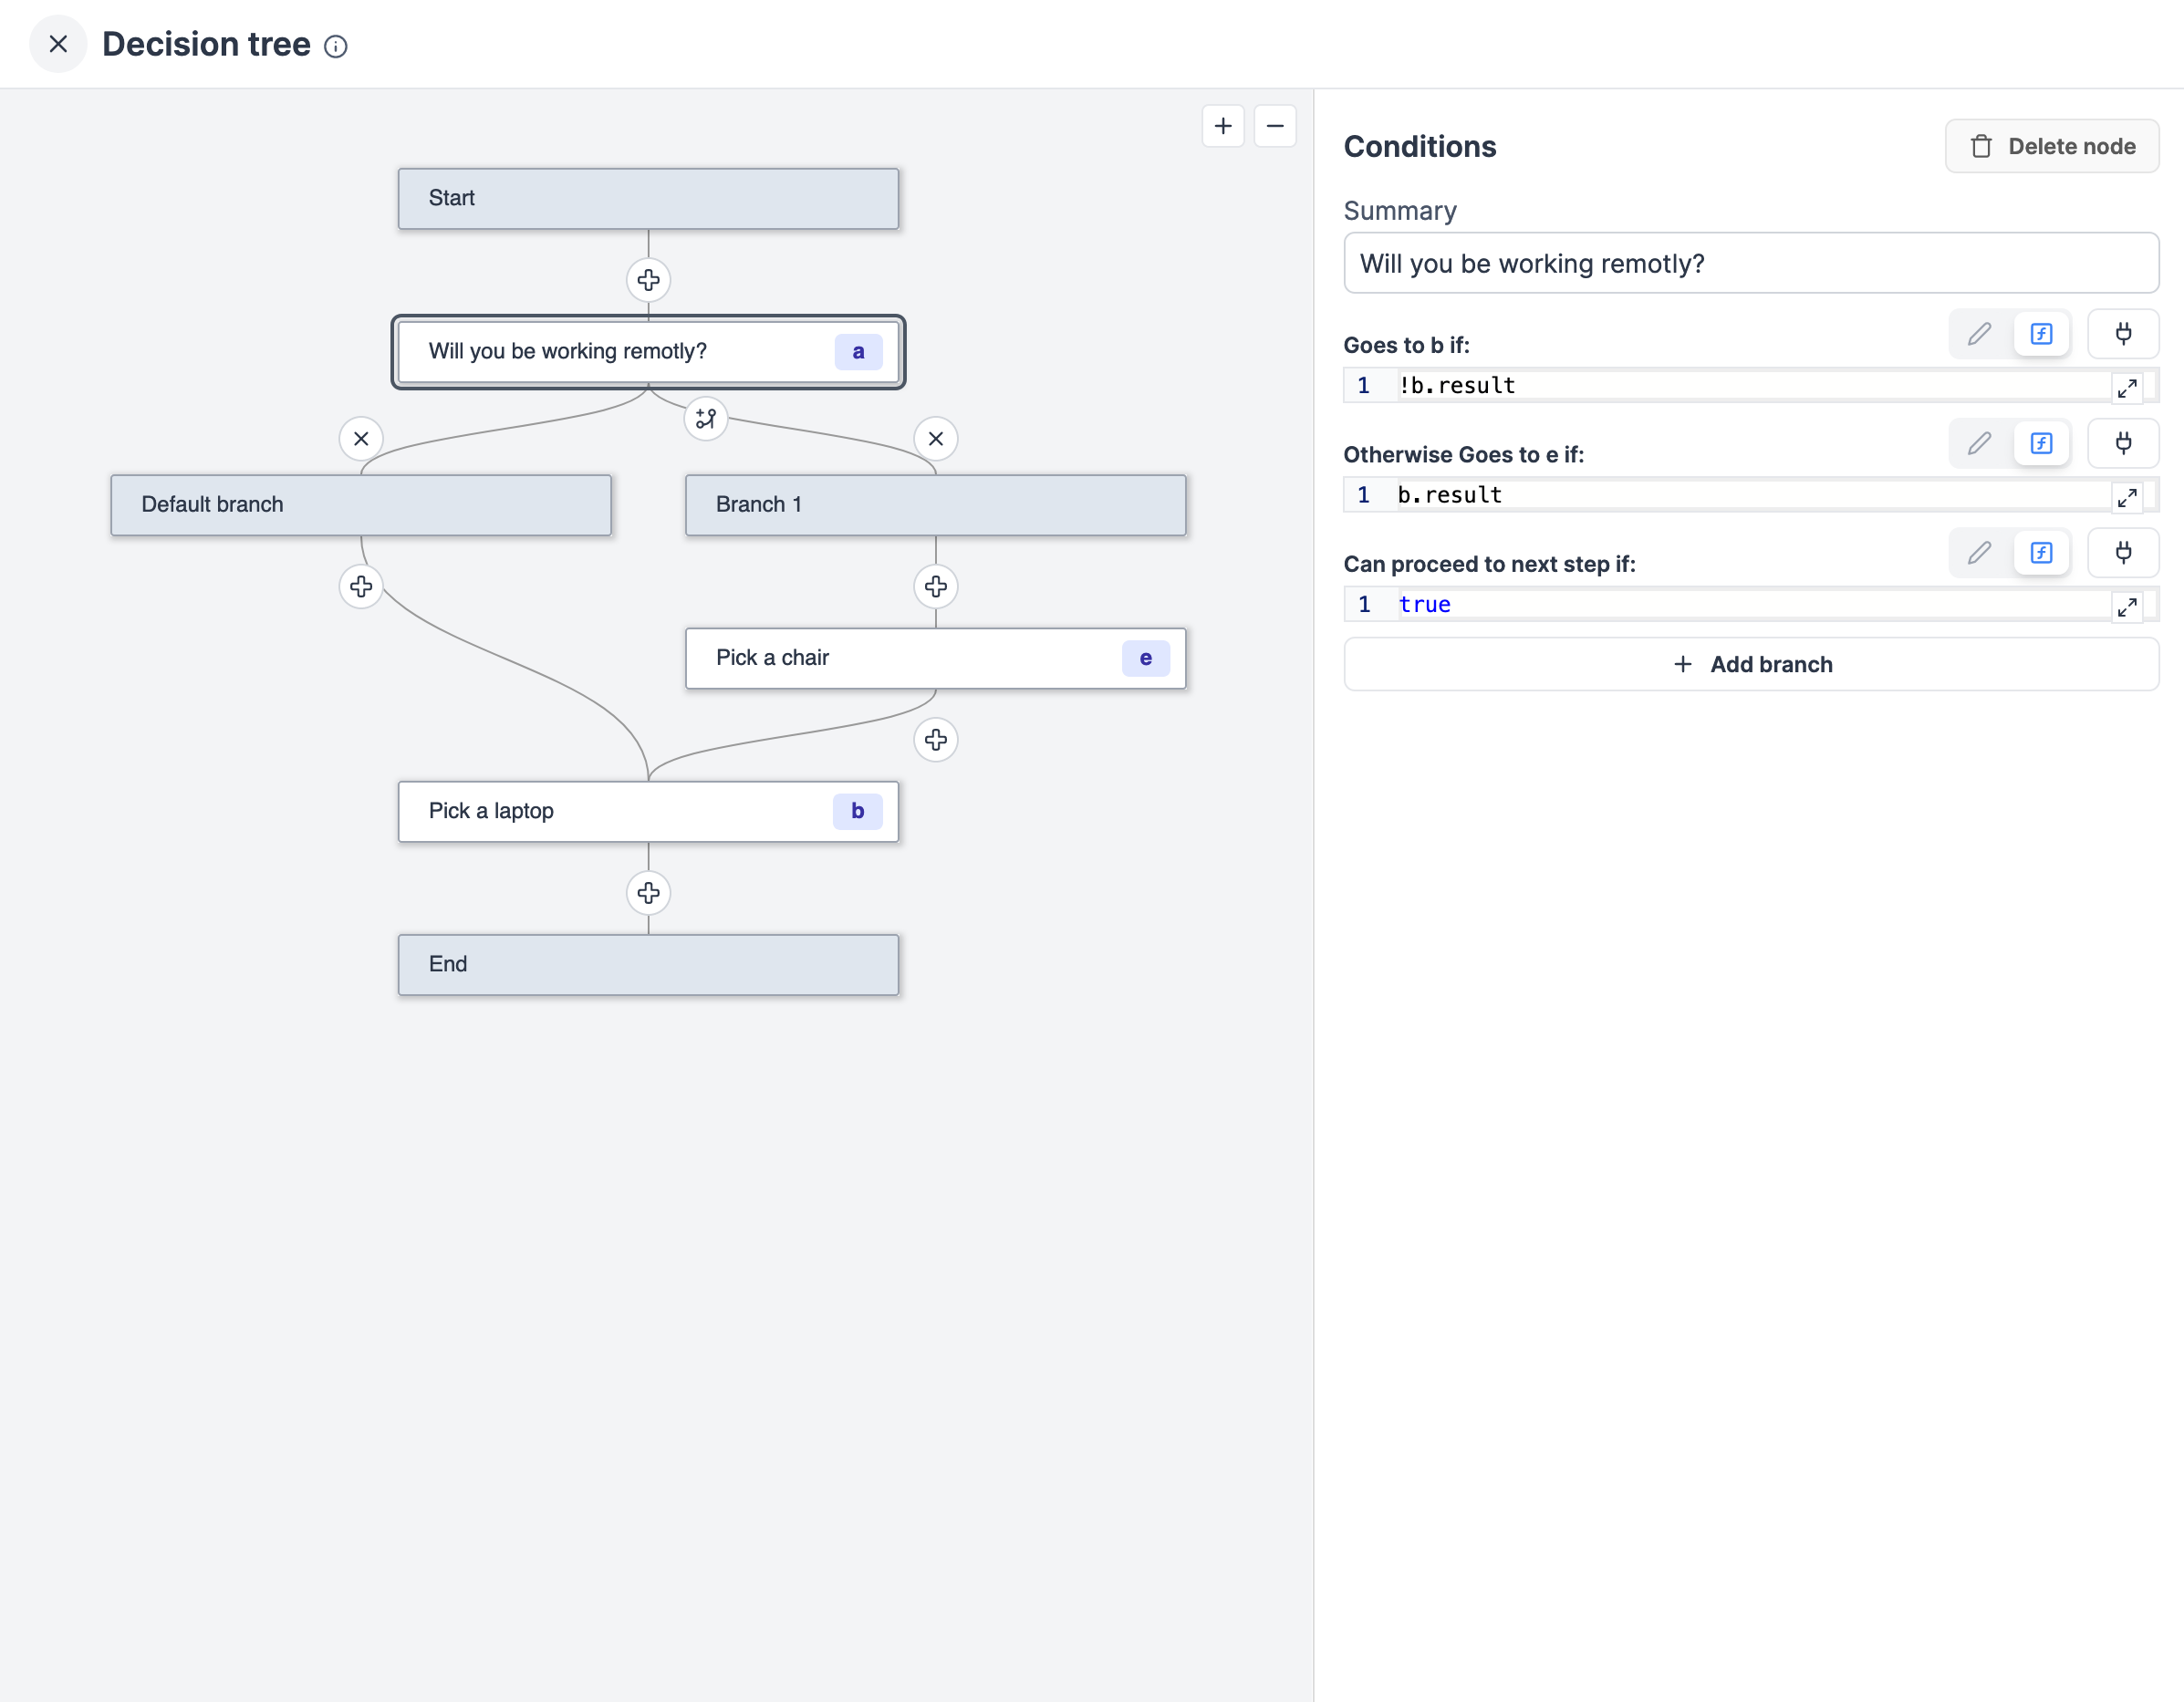 Decision tree
Start
Will you be working remotly?
a
Default branch
Branch 1
Pick a chair
e
Pick a laptop
b
End
Conditions
Delete node
Summary
Will you be working remotly?
Goes to b if:
1 !b.result
Otherwise Goes to e if:
1 b.result
Can proceed to next step if:
1 true
Add branch